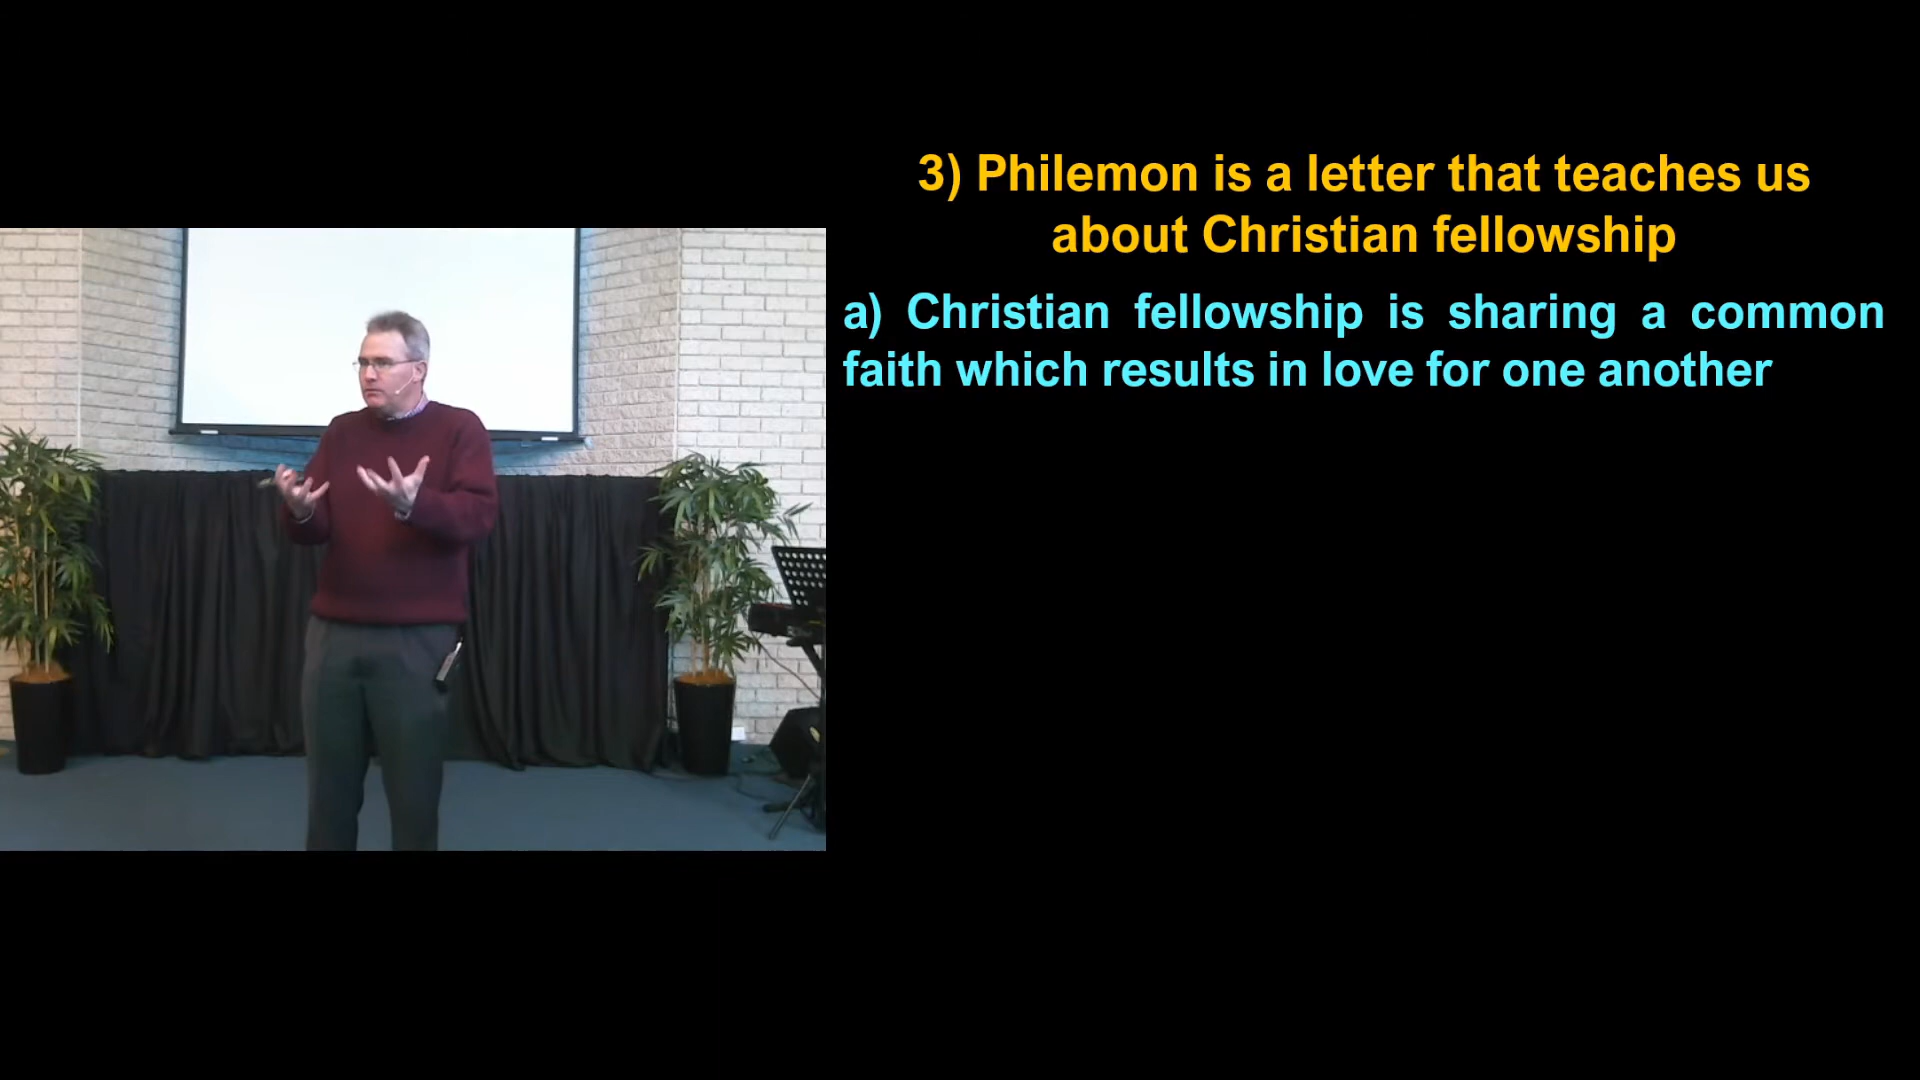 3) Philemon is a letter that teaches us
about Christian fellowship
a) Christian fellowship is sharing a common
faith which results in love for one another